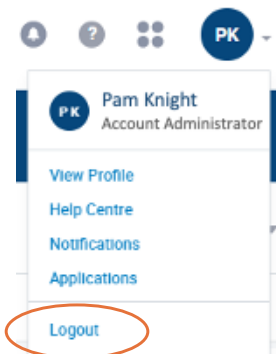 ?
PK
PK
Pam Knight
Account Administrator
View Profile
Help Centre
Notifications
Applications
Logout